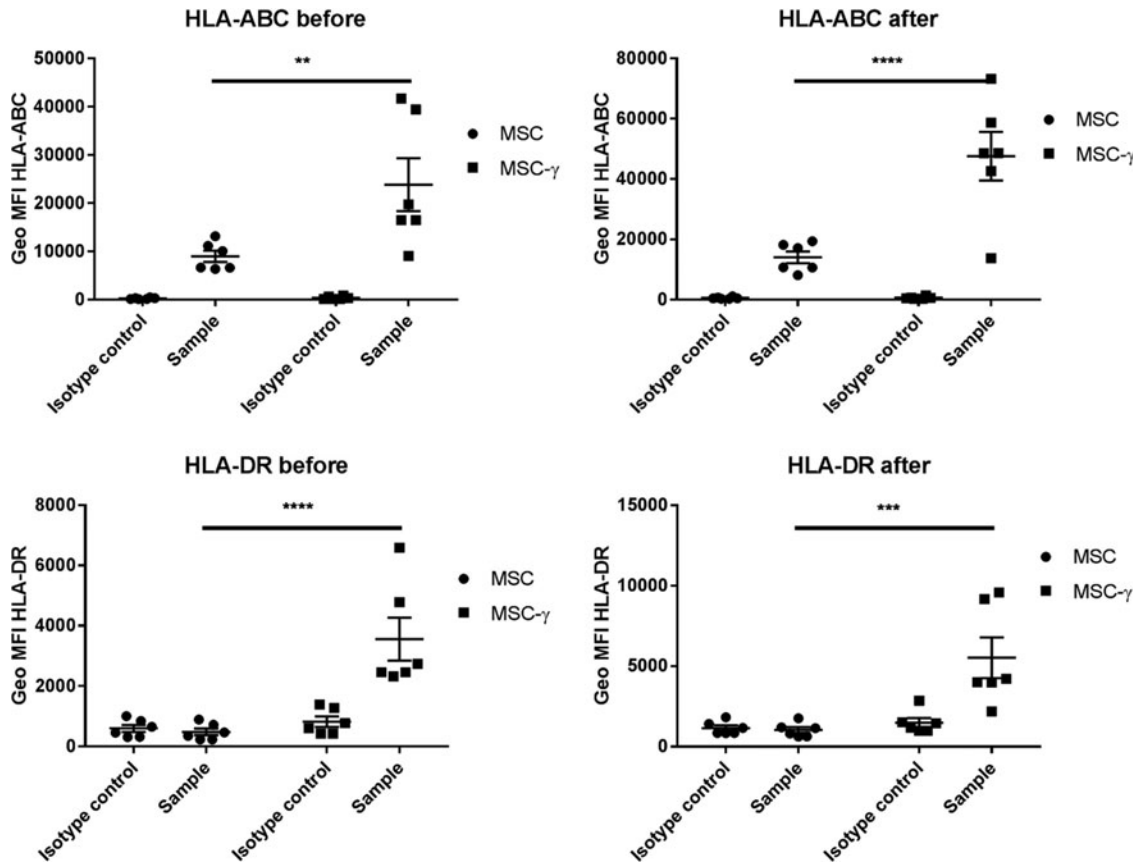 HLA-ABC before
Geo MFI HLA-ABC
50000
40000
30000
20000
10000
0
**
MSC
MSC-γ
Isotype control
Sample
Isotype control
Sample
HLA-ABC after
Geo MFI HLA-ABC
80000
60000
40000
20000
0
****
MSC
MSC-γ
Isotype control
Sample
Isotype control
Sample
HLA-DR before
Geo MFI HLA-DR
8000
6000
4000
2000
0
****
MSC
MSC-γ
Isotype control
Sample
Isotype control
Sample
HLA-DR after
Geo MFI HLA-DR
15000
10000
5000
0
***
MSC
MSC-γ
Isotype control
Sample
Isotype control
Sample